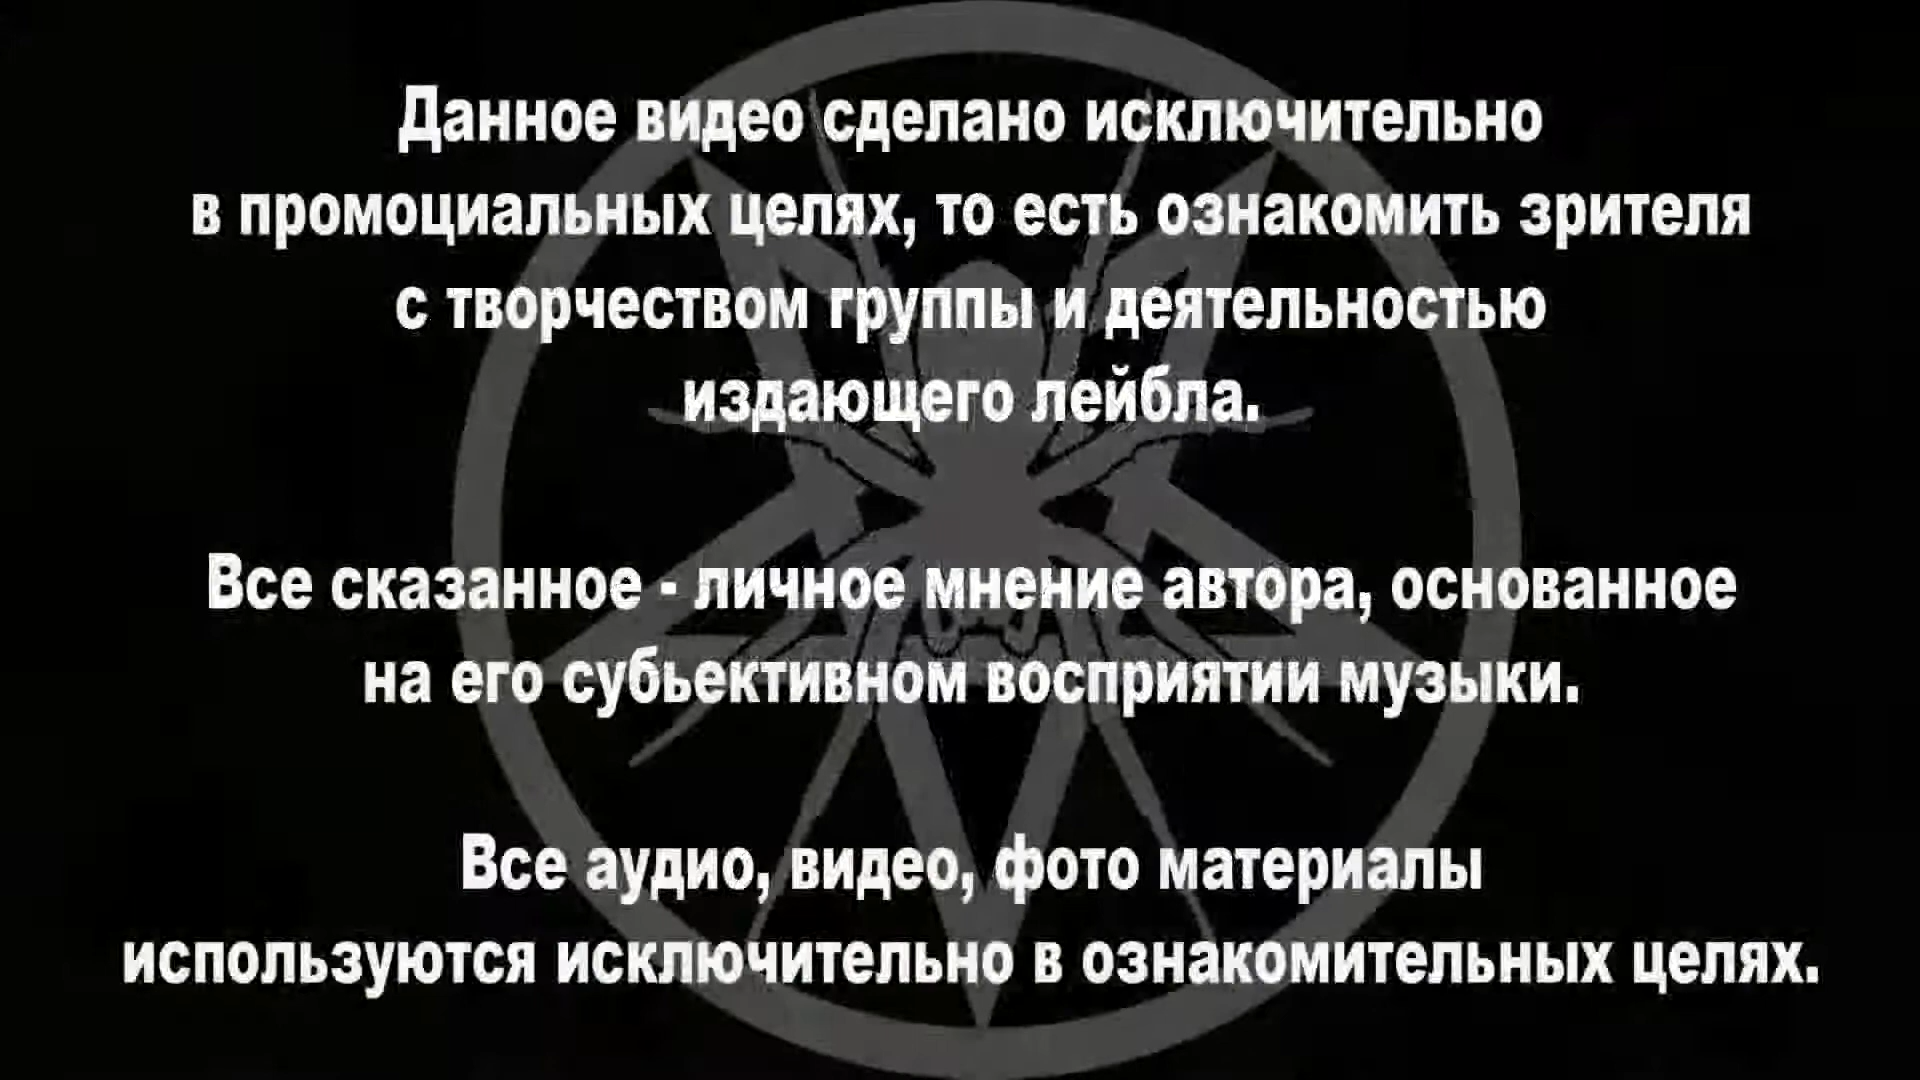 Данное видео сделано исключительно
в промоциальных целях, то есть ознакомить зрителя
с творчеством группы и деятельностью
издающего лейбла.
Все сказанное - личное мнение автора, основанное
на его субьективном восприятии музыки.
Все аудио, видео, фото материалы
используются исключительно в ознакомительных целях.